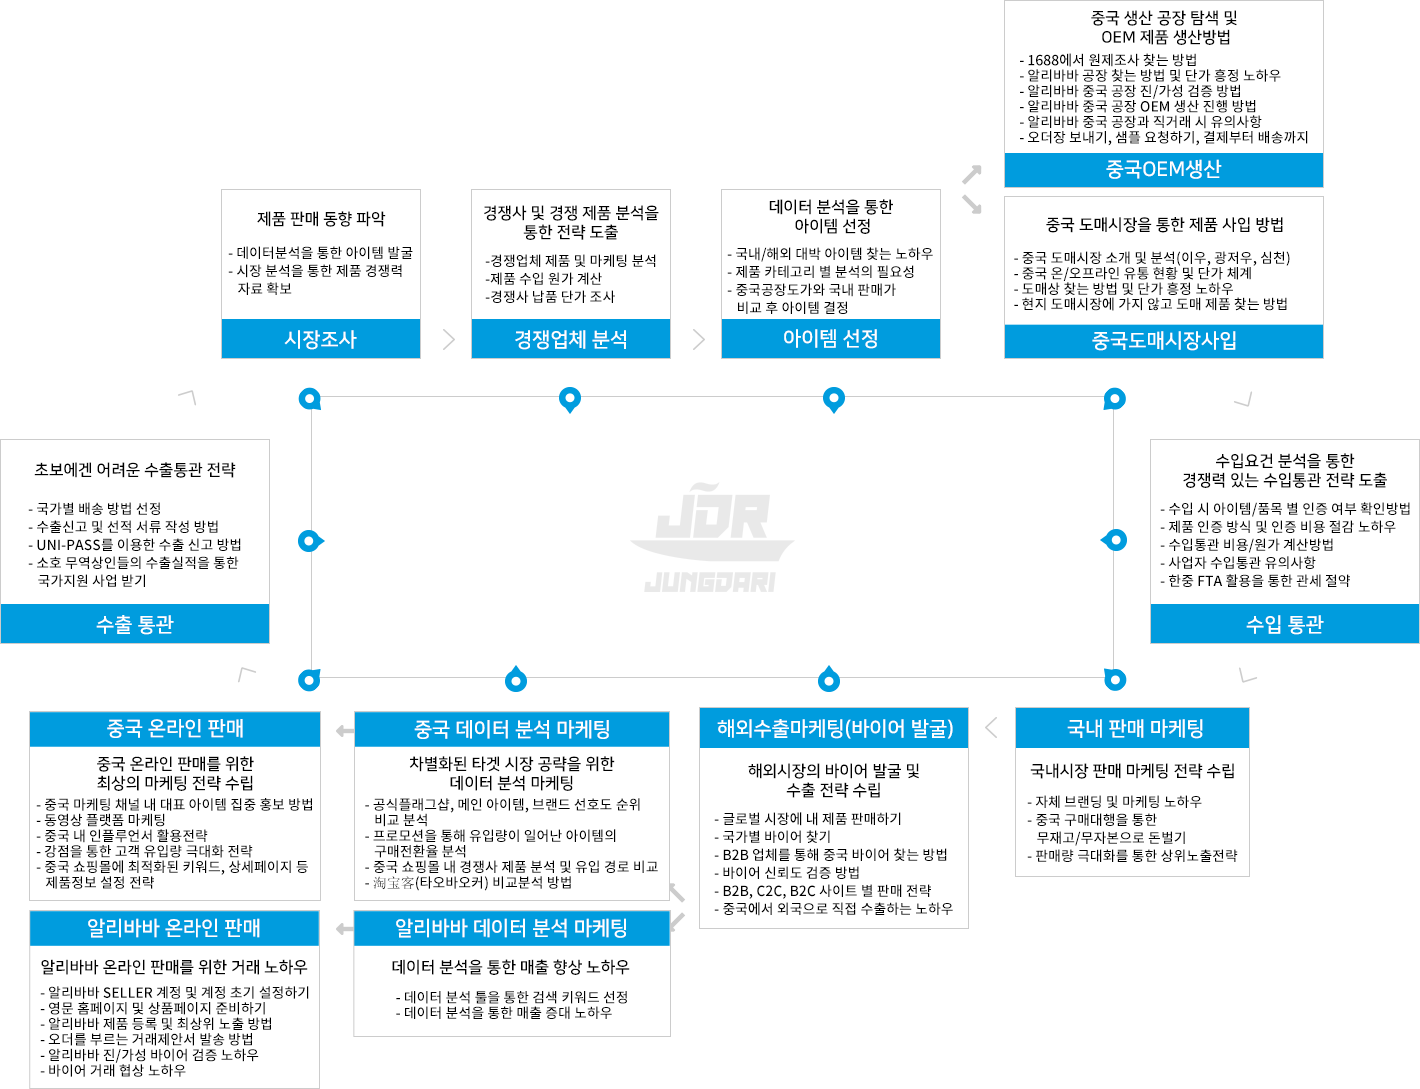 중국 생산 공장 탐색 및
OEM 제품 생산방법
- 1688에서 원제조사 찾는 방법
- 알리바바 공장 찾는 방법 및 단가 흥정 노하우
- 알리바바 중국 공장 진/가성 검증 방법
- 알리바바 중국 공장 OEM 생산 진행 방법
- 알리바바 중국 공장과 직거래 시 유의사항
- 오더장 보내기, 샘플 요청하기, 결제부터 배송까지
중국OEM생산
제품 판매 동향 파악
- 데이터분석을 통한 아이템 발굴
- 시장 분석을 통한 제품 경쟁력
자료 확보
시장조사
경쟁사 및 경쟁 제품 분석을
통한 전략 도출
-경쟁업체 제품 및 마케팅 분석
-제품 수입 원가 계산
-경쟁사 납품 단가 조사
경쟁업체 분석
데이터 분석을 통한
아이템 선정
- 국내/해외 대박 아이템 찾는 노하우
- 제품 카테고리 별 분석의 필요성
- 중국공장도가와 국내 판매가
비교 후 아이템 결정
아이템 선정
중국 도매시장을 통한 제품 사입 방법
- 중국 도매시장 소개 및 분석(이우, 광저우, 심천)
- 중국 온/오프라인 유통 현황 및 단가 체계
- 도매상 찾는 방법 및 단가 흥정 노하우
- 현지 도매시장에 가지 않고 도매 제품 찾는 방법
중국도매시장사입
초보에겐 어려운 수출통관 전략
- 국가별 배송 방법 선정
- 수출신고 및 선적 서류 작성 방법
- UNI-PASS를 이용한 수출 신고 방법
- 소호 무역상인들의 수출실적을 통한
국가지원 사업 받기
수출 통관
JDR
JUNGDARI
수입요건 분석을 통한
경쟁력 있는 수입통관 전략 도출
- 수입 시 아이템/품목 별 인증 여부 확인방법
- 제품 인증 방식 및 인증 비용 절감 노하우
- 수입통관 비용/원가 계산방법
- 사업자 수입통관 유의사항
- 한중 FTA 활용을 통한 관세 절약
수입 통관
중국 온라인 판매
중국 온라인 판매를 위한
최상의 마케팅 전략 수립
- 중국 마케팅 채널 내 대표 아이템 집중 홍보 방법
- 동영상 플랫폼 마케팅
- 중국 내 인플루언서 활용전략
- 강점을 통한 고객 유입량 극대화 전략
- 중국 쇼핑몰에 최적화된 키워드, 상세페이지 등
제품정보 설정 전략
중국 데이터 분석 마케팅
차별화된 타겟 시장 공략을 위한
데이터 분석 마케팅
- 공식플래그샵, 메인 아이템, 브랜드 선호도 순위
비교 분석
- 프로모션을 통해 유입량이 일어난 아이템의
구매전환율 분석
- 중국 쇼핑몰 내 경쟁사 제품 분석 및 유입 경로 비교
- 淘宝客(타오바오커) 비교분석 방법
해외수출마케팅(바이어 발굴)
해외시장의 바이어 발굴 및
수출 전략 수립
- 글로벌 시장에 내 제품 판매하기
- 국가별 바이어 찾기
- B2B 업체를 통해 중국 바이어 찾는 방법
- 바이어 신뢰도 검증 방법
- B2B, C2C, B2C 사이트 별 판매 전략
- 중국에서 외국으로 직접 수출하는 노하우
국내 판매 마케팅
국내시장 판매 마케팅 전략 수립
- 자체 브랜딩 및 마케팅 노하우
- 중국 구매대행을 통한
무재고/무자본으로 돈벌기
- 판매량 극대화를 통한 상위노출전략
알리바바 온라인 판매
알리바바 온라인 판매를 위한 거래 노하우
- 알리바바 SELLER 계정 및 계정 초기 설정하기
- 영문 홈페이지 및 상품페이지 준비하기
- 알리바바 제품 등록 및 최상위 노출 방법
- 오더를 부르는 거래제안서 발송 방법
- 알리바바 진/가성 바이어 검증 노하우
- 바이어 거래 협상 노하우
알리바바 데이터 분석 마케팅
데이터 분석을 통한 매출 향상 노하우
- 데이터 분석 툴을 통한 검색 키워드 선정
- 데이터 분석을 통한 매출 증대 노하우